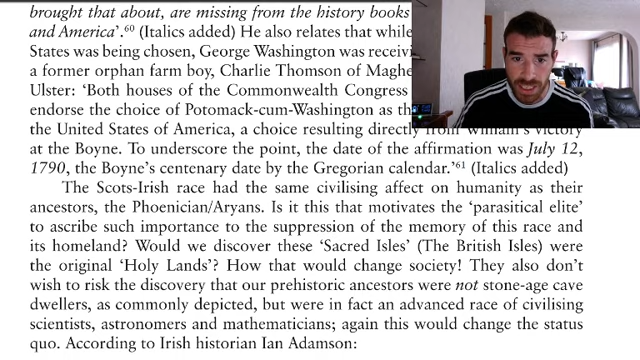 brought that about, are missing from the history books
and America'.60 (Italics added) He also relates that while
States was being chosen, George Washington was receivi
a former orphan farm boy, Charlie Thomson of Maghe
Ulster: 'Both houses of the Commonwealth Congress
endorse the choice of Potomack-cum-Washington as th
the United States of America, a choice resulting directly from William's victory
at the Boyne. To underscore the point, the date of the affirmation was July 12,
1790, the Boyne's centenary date by the Gregorian calendar.'61 (Italics added)
The Scots-Irish race had the same civilising affect on humanity as their
ancestors, the Phoenician/Aryans. Is it this that motivates the 'parasitical elite'
to ascribe such importance to the suppression of the memory of this race and
its homeland? Would we discover these 'Sacred Isles' (The British Isles) were
the original 'Holy Lands'? How that would change society! They also don't
wish to risk the discovery that our prehistoric ancestors were not stone-age cave
dwellers, as commonly depicted, but were in fact an advanced race of civilising
scientists, astronomers and mathematicians; again this would change the status
quo. According to Irish historian Ian Adamson: